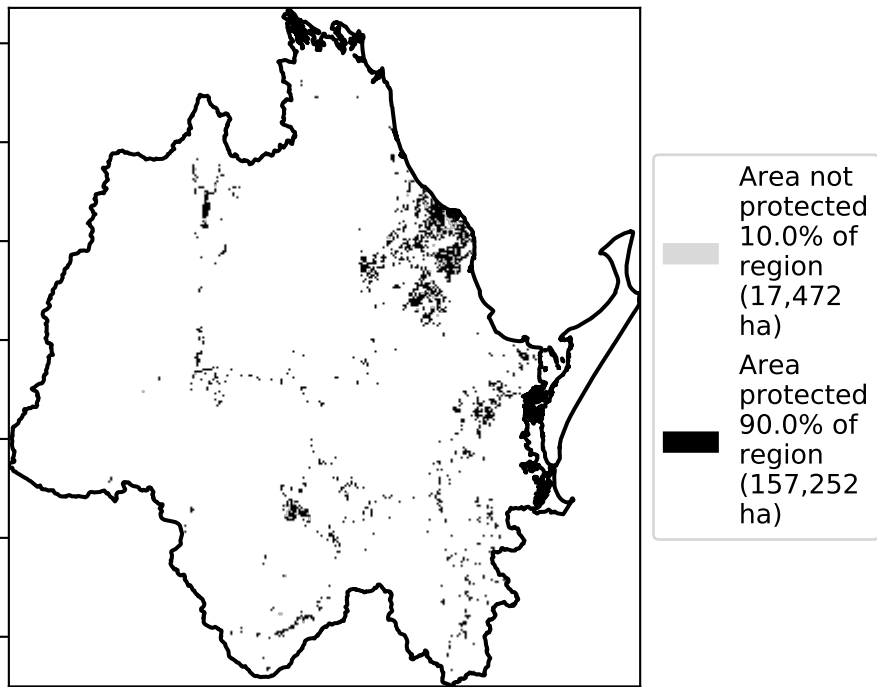 Area not
protected
10.0% of
region
(17,472
ha)
Area
protected
90.0% of
region
(157,252
ha)